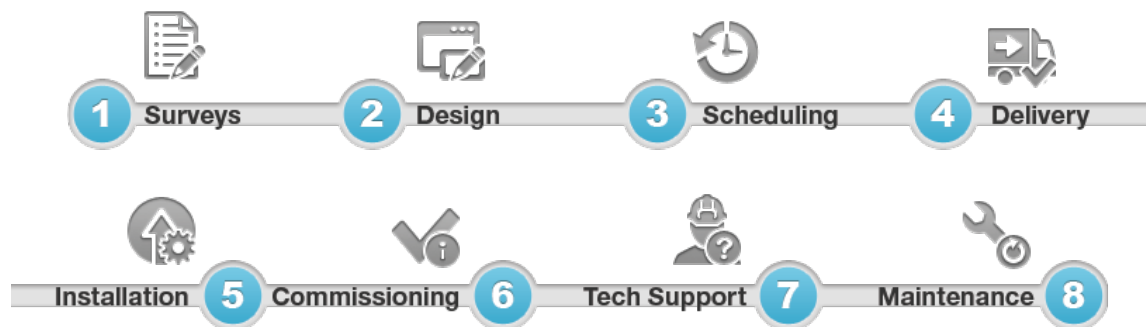 1 Surveys 2 Design 3 Scheduling 4 Delivery
Installation 5 Commissioning 6 Tech Support 7 Maintenance 8